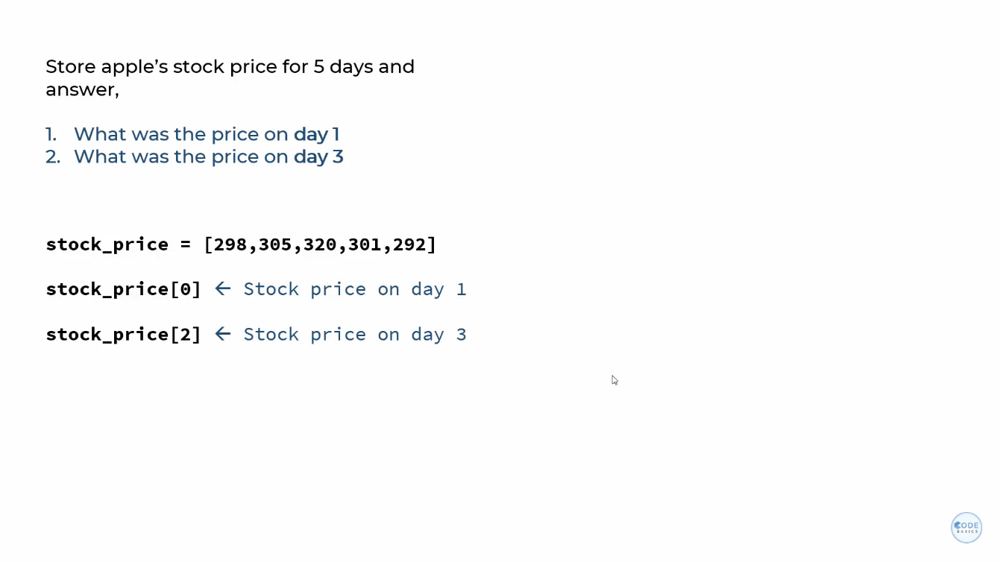 Store apple’s stock price for 5 days and
answer,
1. What was the price on day 1
2. What was the price on day 3
stock_price = [298,305,320,301,292]
stock_price[0] ← Stock price on day 1
stock_price[2] ← Stock price on day 3
CODE
BASICS